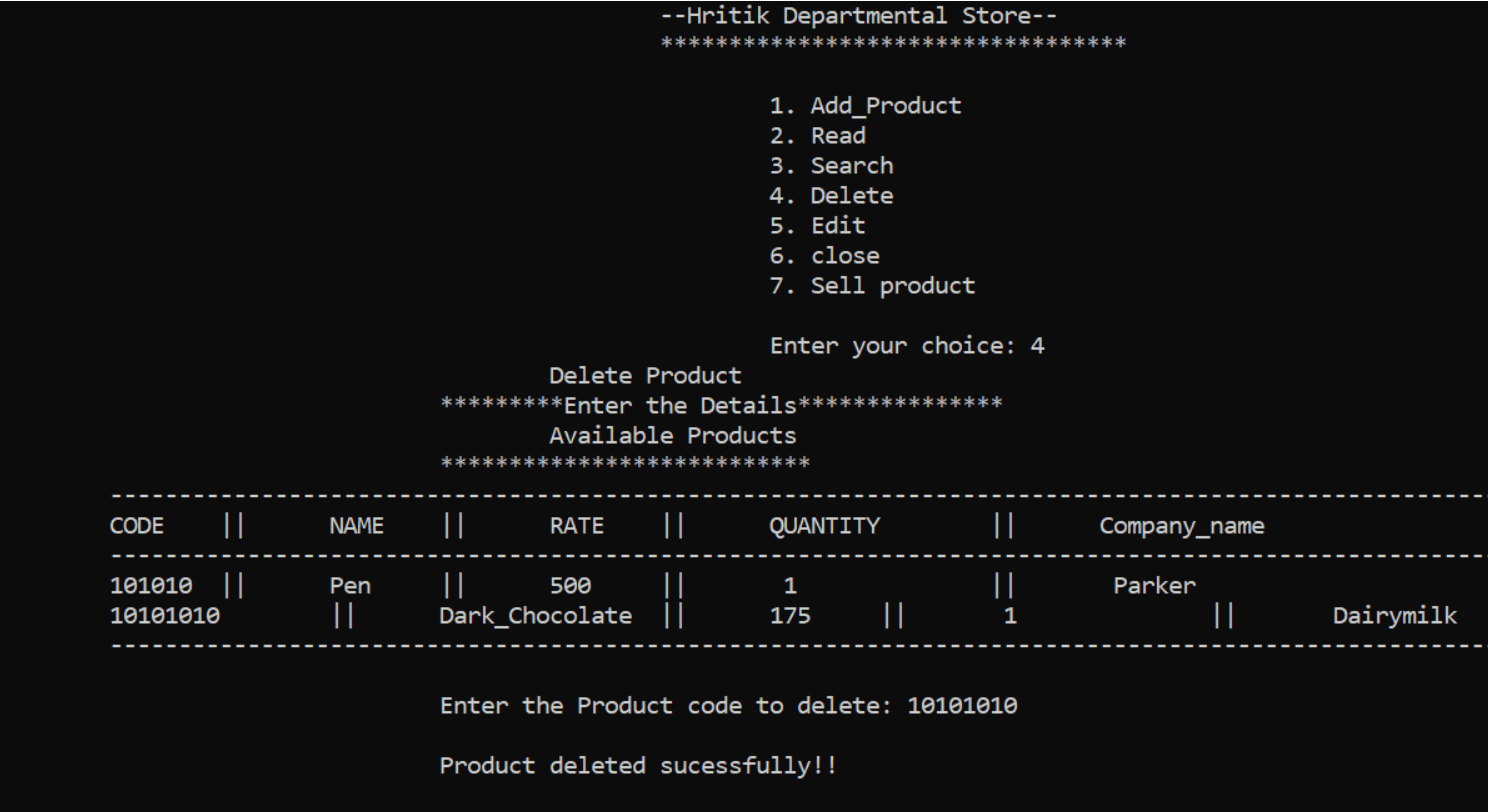 --Hritik Departmental Store--
**********************************
1. Add_Product
2. Read
3. Search
4. Delete
5. Edit
6. close
7. Sell product
Enter your choice: 4
Delete Product
*********Enter the Details***************
Available Products
***************************
-----------------------------------------------------------------------------------------------------
CODE || NAME || RATE || QUANTITY || Company_name
-----------------------------------------------------------------------------------------------------
101010 || Pen || 500 || 1 || Parker
10101010 || Dark_Chocolate || 175 || 1 || Dairymilk
-----------------------------------------------------------------------------------------------------
Enter the Product code to delete: 10101010
Product deleted sucessfully!!